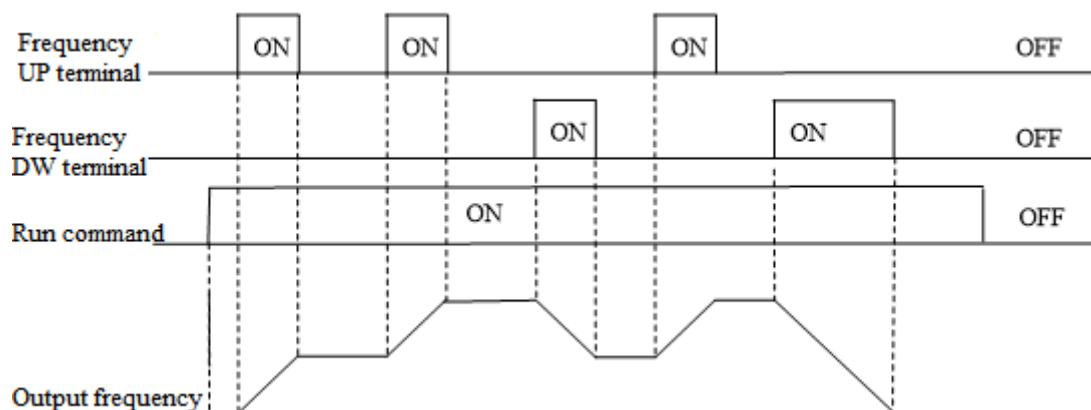 Frequency
UP terminal
ON
ON
ON
OFF
Frequency
DW terminal
ON
ON
OFF
Run command
ON
OFF
Output frequency